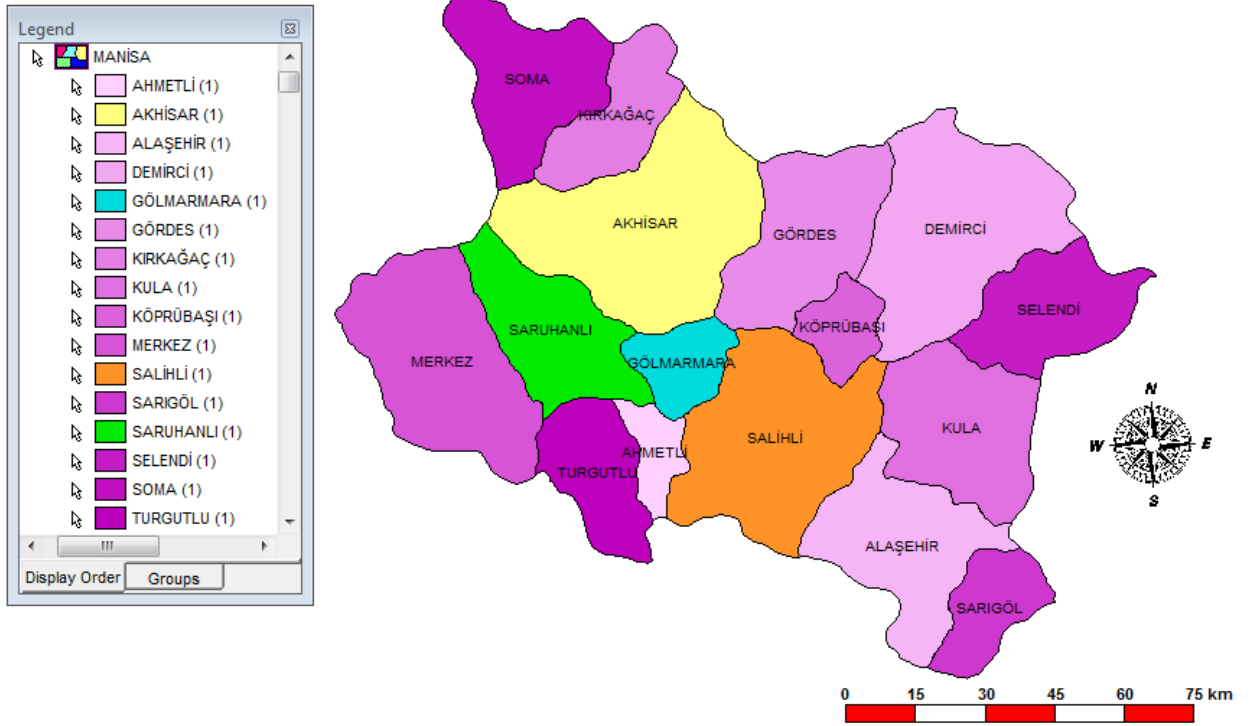 Legend
MANİSA
AHMETLİ (1)
AKHİSAR (1)
ALAŞEHİR (1)
DEMİRCİ (1)
GÖLMARMARA (1)
GÖRDES (1)
KIRKAĞAÇ (1)
KULA (1)
KÖPRÜBAŞI (1)
MERKEZ (1)
SALİHLİ (1)
SARIGÖL (1)
SARUHANLI (1)
SELENDİ (1)
SOMA (1)
TURGUTLU (1)
Display Order
Groups
SOMA
KIRKAĞAÇ
AKHİSAR
GÖRDES
DEMİRCİ
SELENDİ
KÖPRÜBAŞI
SARUHANLI
MERKEZ
GÖLMARMARA
KULA
SALİHLİ
AHMETLİ
TURGUTLU
ALAŞEHİR
SARIGÖL
N
W E
S
0 15 30 45 60 75 km